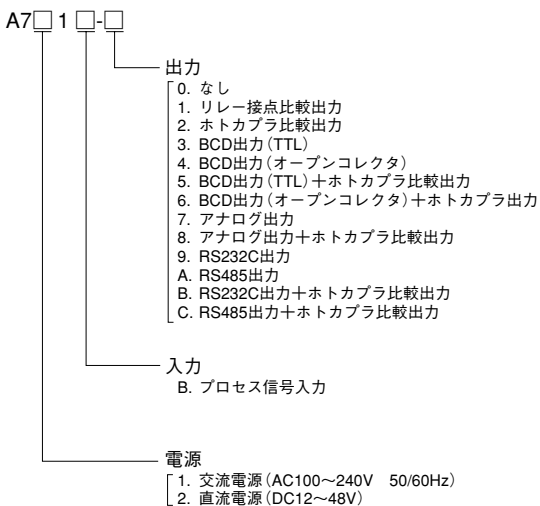 A7□ 1 □-□
出力
0. なし
1. リレー接点比較出力
2. ホトカプラ比較出力
3. BCD出力(TTL)
4. BCD出力(オープンコレクタ)
5. BCD出力(TTL)＋ホトカプラ比較出力
6. BCD出力(オープンコレクタ)＋ホトカプラ出力
7. アナログ出力
8. アナログ出力＋ホトカプラ比較出力
9. RS232C出力
A. RS485出力
B. RS232C出力＋ホトカプラ比較出力
C. RS485出力＋ホトカプラ比較出力
入力
B. プロセス信号入力
電源
1. 交流電源(AC100～240V　50/60Hz)
2. 直流電源(DC12～48V)